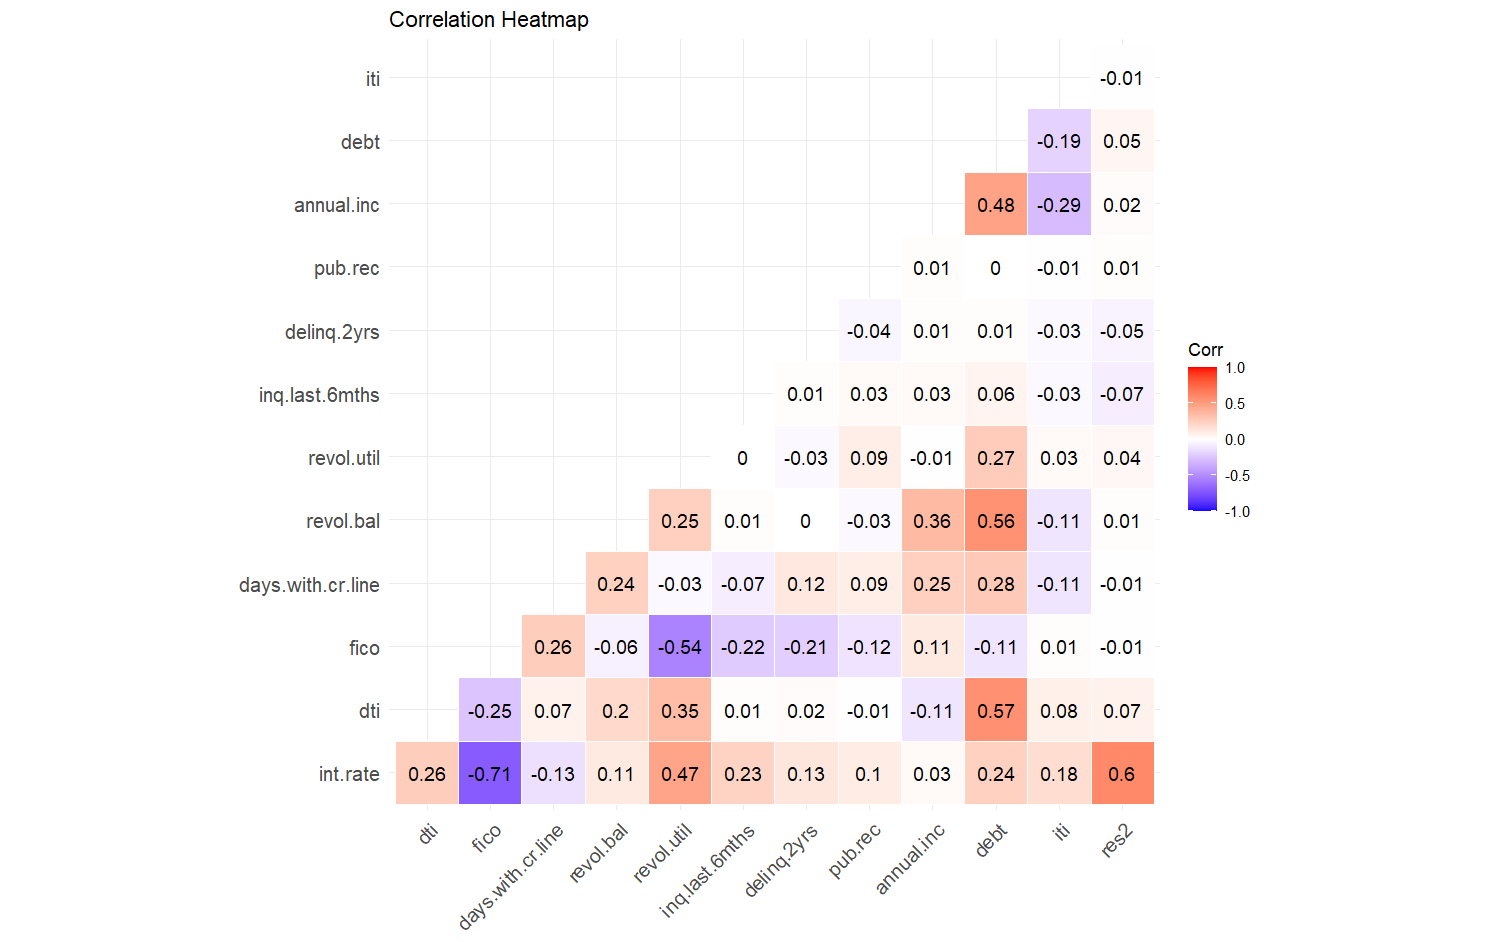 Correlation Heatmap
iti -0.01
debt -0.19 0.05
annual.inc 0.48 -0.29 0.02
pub.rec 0.01 0 -0.01 0.01
delinq.2yrs -0.04 0.01 0.01 -0.03 -0.05
inq.last.6mths 0.01 0.03 0.03 0.06 -0.03 -0.07
revol.util 0 -0.03 0.09 -0.01 0.27 0.03 0.04
revol.bal 0.25 0.01 0 -0.03 0.36 0.56 -0.11 0.01
days.with.cr.line 0.24 -0.03 -0.07 0.12 0.09 0.25 0.28 -0.11 -0.01
fico 0.26 -0.06 -0.54 -0.22 -0.21 -0.12 0.11 -0.11 0.01 -0.01
dti -0.25 0.07 0.2 0.35 0.01 0.02 -0.01 -0.11 0.57 0.08 0.07
int.rate 0.26 -0.71 -0.13 0.11 0.47 0.23 0.13 0.1 0.03 0.24 0.18 0.6
dti fico days.with.cr.line revol.bal revol.util inq.last.6mths delinq.2yrs pub.rec annual.inc debt iti res2
Corr
1.0
0.5
0.0
-0.5
-1.0